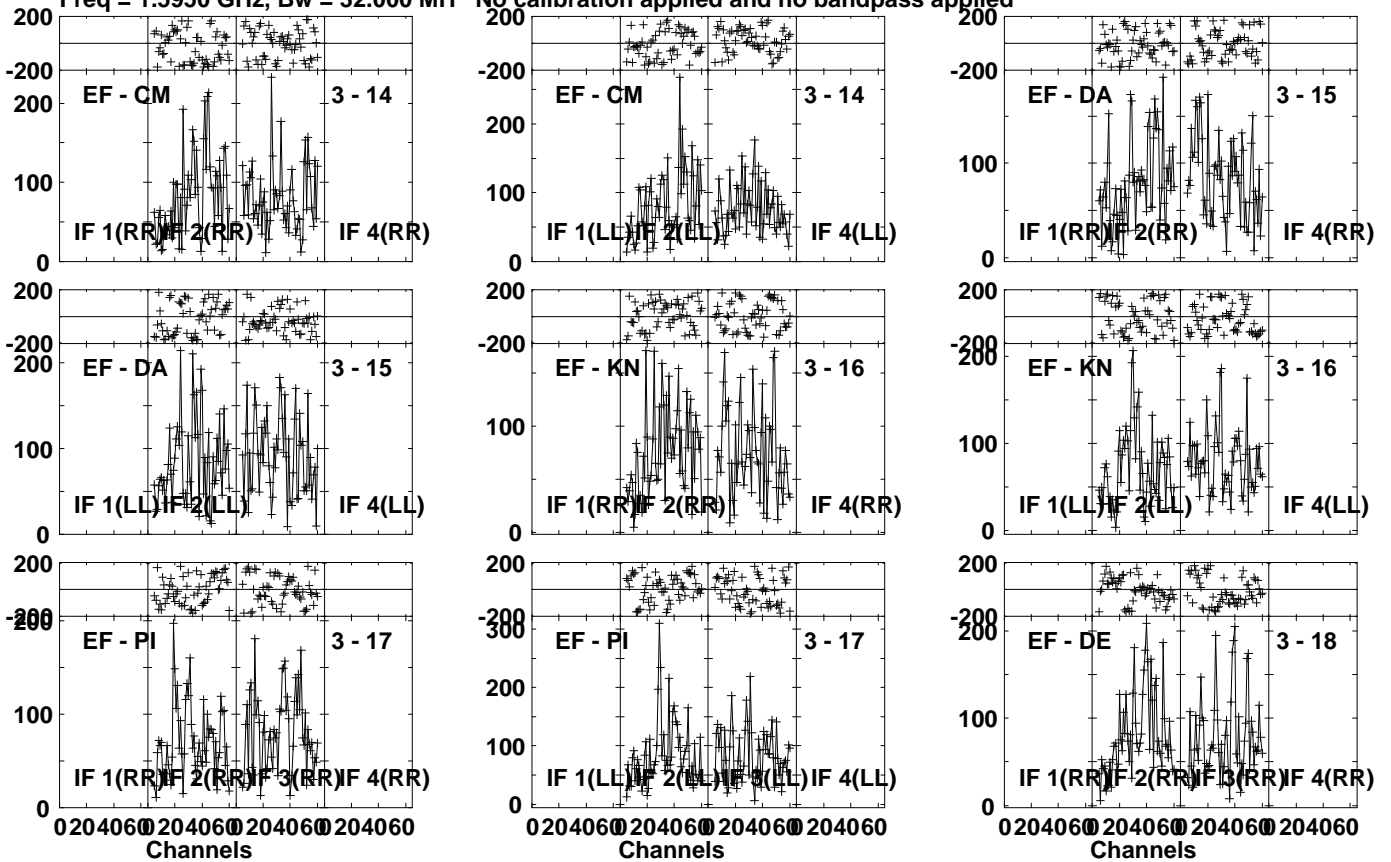 Freq = 1.5950 GHz, Bw = 32.000 MH No calibration applied and no bandpass applied
200
-200
EF - CM
3 - 14
200
100
0
IF 1(RR) IF 2(RR) IF 4(RR)
200
-200
EF - CM
3 - 14
200
100
0
IF 1(LL) IF 2(LL) IF 4(LL)
200
-200
EF - DA
3 - 15
100
0
IF 1(RR) IF 2(RR) IF 4(RR)
200
-200
EF - DA
3 - 15
200
100
0
IF 1(LL) IF 2(LL) IF 4(LL)
200
-200
EF - KN
3 - 16
100
0
IF 1(RR) IF 2(RR) IF 4(RR)
200
-200
EF - KN
3 - 16
200
100
0
IF 1(LL) IF 2(LL) IF 4(LL)
200
-200
EF - PI
3 - 17
200
100
0
IF 1(RR) IF 2(RR) IF 3(RR) IF 4(RR)
0 20 40 60 0 20 40 60 0 20 40 60 0 20 40 60
Channels
200
-200
EF - PI
3 - 17
300
200
100
0
IF 1(LL) IF 2(LL) IF 3(LL) IF 4(LL)
0 20 40 60 0 20 40 60 0 20 40 60 0 20 40 60
Channels
200
-200
EF - DE
3 - 18
200
100
0
IF 1(RR) IF 2(RR) IF 3(RR) IF 4(RR)
0 20 40 60 0 20 40 60 0 20 40 60 0 20 40 60
Channels